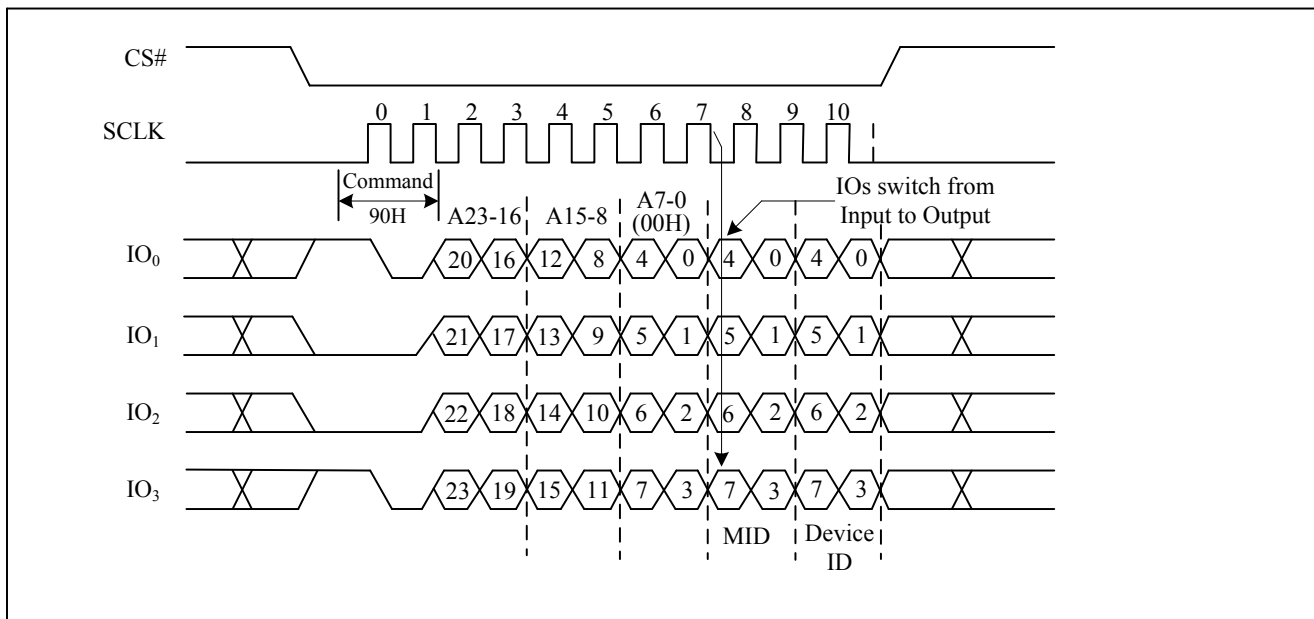 CS#
SCLK
0 1 2 3 4 5 6 7 8 9 10
Command
90H
A23-16 A15-8 A7-0
(00H)
IOs switch from
Input to Output
IO0 20 16 12 8 4 0 4 0 4 0
IO1 21 17 13 9 5 1 5 1 5 1
IO2 22 18 14 10 6 2 6 2 6 2
IO3 23 19 15 11 7 3 7 3 7 3
MID Device
ID